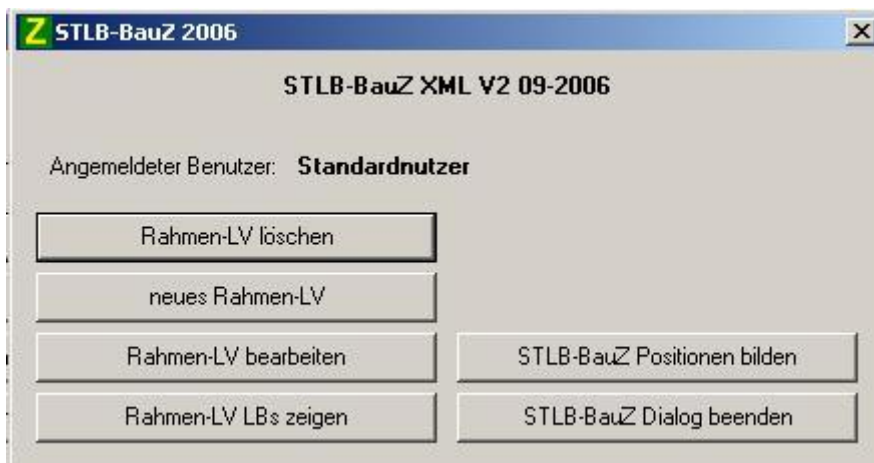 Z STLB-BauZ 2006
STLB-BauZ XML V2 09-2006
Angemeldeter Benutzer: Standardnutzer
Rahmen-LV löschen
neues Rahmen-LV
Rahmen-LV bearbeiten STLB-BauZ Positionen bilden
Rahmen-LV LBs zeigen STLB-BauZ Dialog beenden